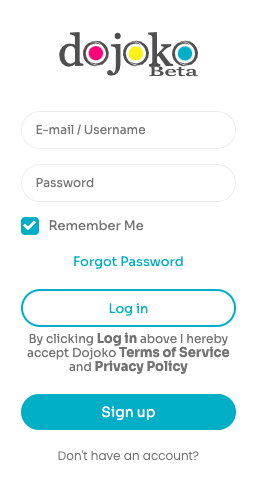 dojoko
Beta
E-mail / Username
Password
Remember Me
Forgot Password
Log in
By clicking Log in above I hereby
accept Dojoko Terms of Service
and Privacy Policy
Sign up
Don't have an account?